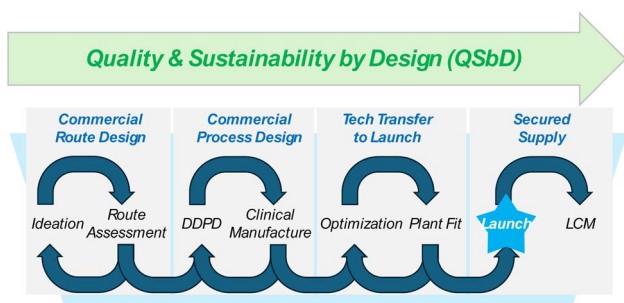 Quality & Sustainability by Design (QSbD)
Commercial
Route Design
Commercial
Process Design
Tech Transfer
to Launch
Secured
Supply
Ideation
Route
Assessment
DDPD
Clinical
Manufacture
Optimization
Plant Fit
Launch
LCM